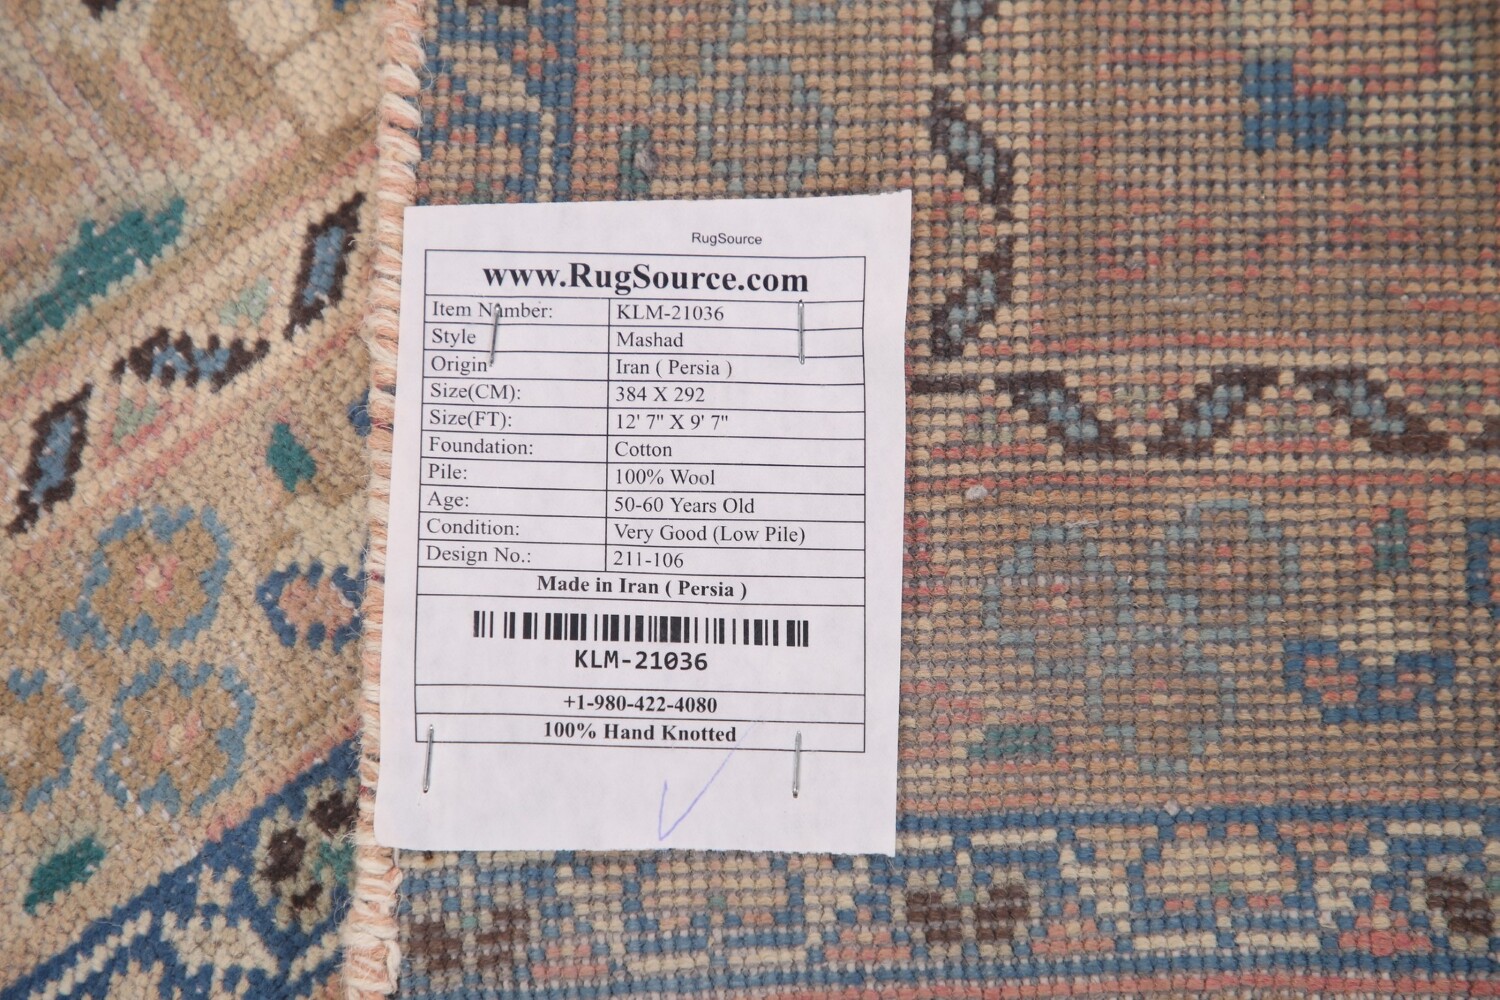 RugSource
www.RugSource.com
Item Number: KLM-21036
Style Mashad
Origin Iran ( Persia )
Size(CM): 384 X 292
Size(FT): 12' 7" X 9' 7"
Foundation: Cotton
Pile: 100% Wool
Age: 50-60 Years Old
Condition: Very Good (Low Pile)
Design No.: 211-106
Made in Iran ( Persia )
KLM-21036
+1-980-422-4080
100% Hand Knotted